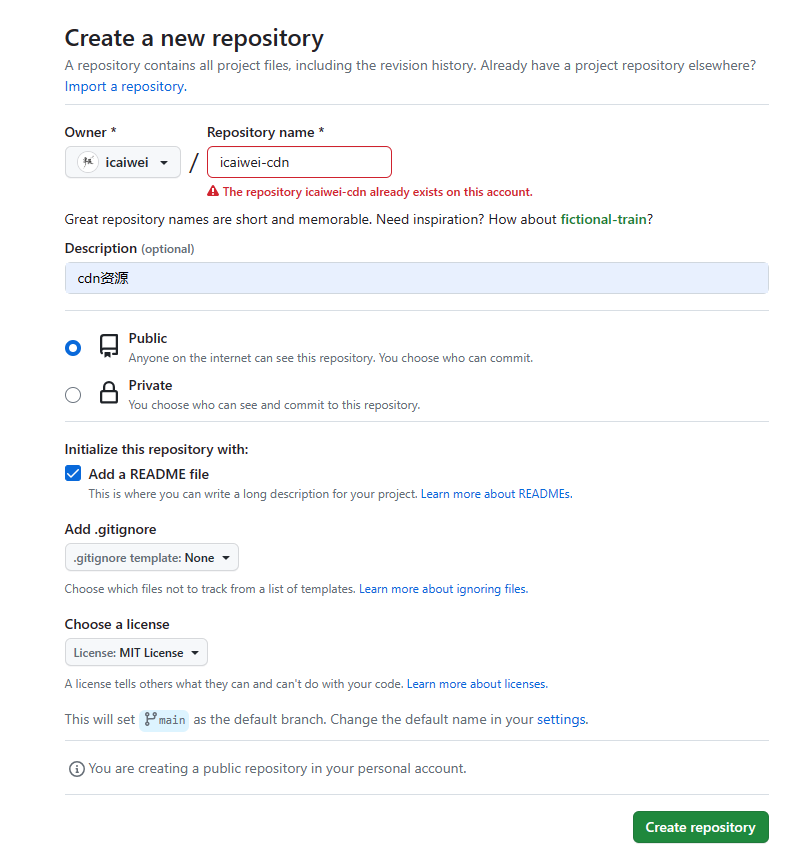 Create a new repository
A repository contains all project files, including the revision history. Already have a project repository elsewhere?
Import a repository.
Owner * Repository name *
icaiwei / icaiwei-cdn
The repository icaiwei-cdn already exists on this account.
Great repository names are short and memorable. Need inspiration? How about fictional-train?
Description (optional)
cdn资源
Public
Anyone on the internet can see this repository. You choose who can commit.
Private
You choose who can see and commit to this repository.
Initialize this repository with:
Add a README file
This is where you can write a long description for your project. Learn more about READMEs.
Add .gitignore
.gitignore template: None
Choose which files not to track from a list of templates. Learn more about ignoring files.
Choose a license
License: MIT License
A license tells others what they can and can't do with your code. Learn more about licenses.
This will set main as the default branch. Change the default name in your settings.
You are creating a public repository in your personal account.
Create repository